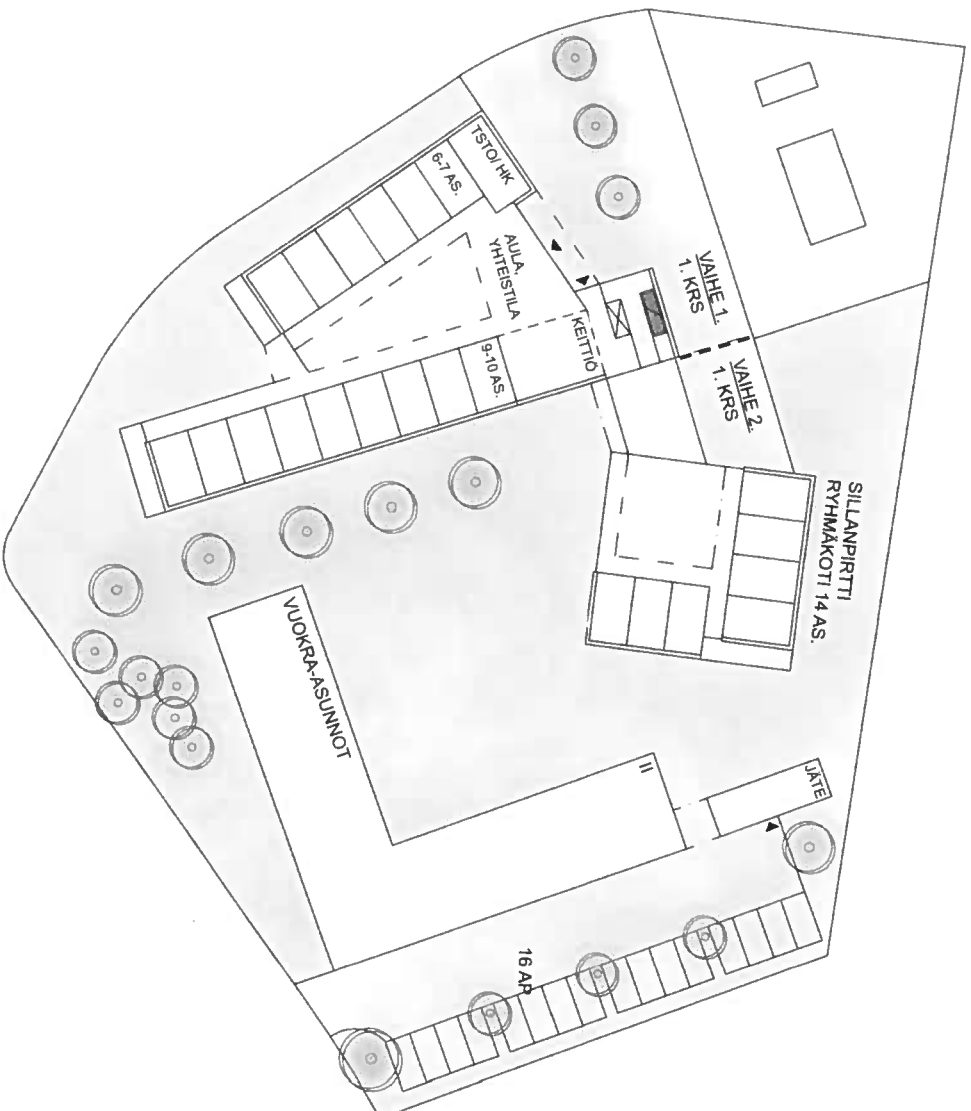 TSTO/ HK
6-7 AS.
AULA,
YHTEISTILA
KEITTIÖ
9-10 AS.
VAIHE 1.
1. KRS
VAIHE 2.
1. KRS
SILLANPIRTTI
RYHMÄKOTI 14 AS.
VUOKRA-ASUNNOT
II
JÄTE
16 AP